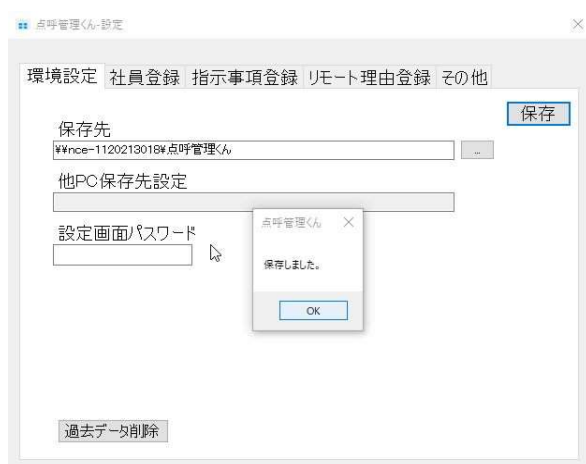 点呼管理くん-設定
環境設定 社員登録 指示事項登録 リモート理由登録 その他
保存
保存先
¥¥nce-1120213018¥点呼管理くん
...
他PC保存先設定
設定画面パスワード
点呼管理くん
保存しました。
OK
過去データ削除